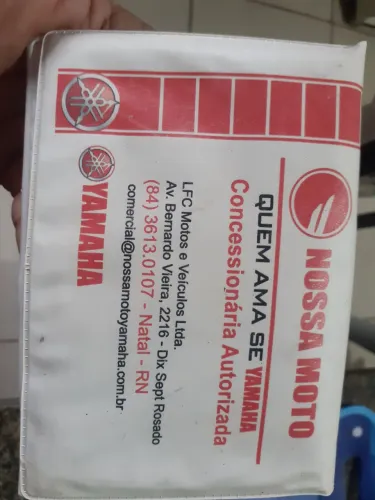 NOSSA MOTO
QUEM AMA SE YAMAHA
Concessionária Autorizada
LFC Motos e Veículos Ltda.
Av. Bernardo Vieira, 2216 - Dix Sept Rosado
(84) 3613.0107 - Natal - RN
comercial@nossamotoyamaha.com.br
YAMAHA